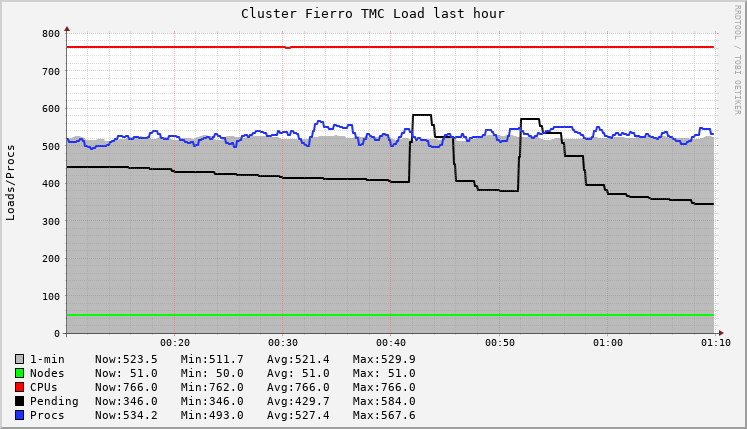 Cluster Fierro TMC Load last hour
RRDTOOL / TOBI OETIKER
Loads/Procs
800
700
600
500
400
300
200
100
0
00:20 00:30 00:40 00:50 01:00 01:10
1-min Now:523.5 Min:511.7 Avg:521.4 Max:529.9
Nodes Now: 51.0 Min: 50.0 Avg: 51.0 Max: 51.0
CPUs Now:766.0 Min:762.0 Avg:766.0 Max:766.0
Pending Now:346.0 Min:346.0 Avg:429.7 Max:584.0
Procs Now:534.2 Min:493.0 Avg:527.4 Max:567.6